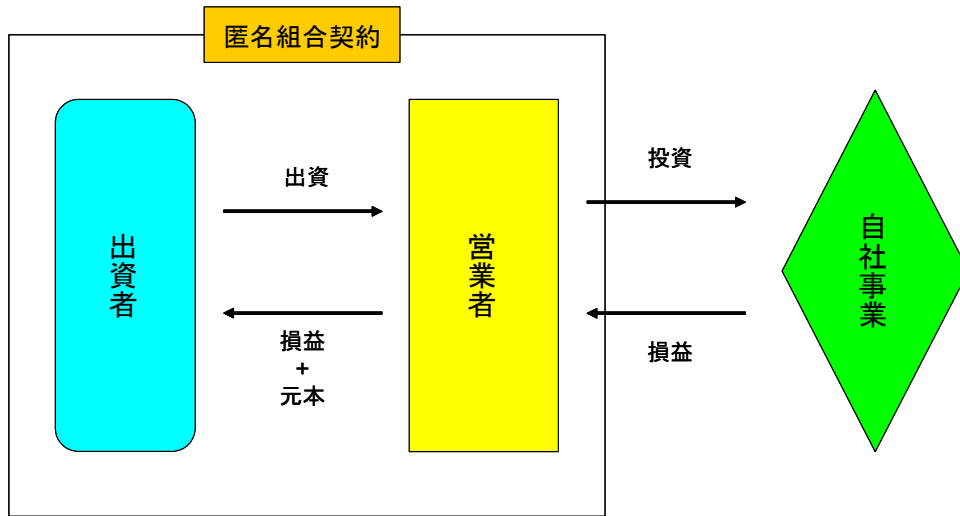 匿名組合契約
出資者
出資
損益
+
元本
営業者
投資
損益
自社事業